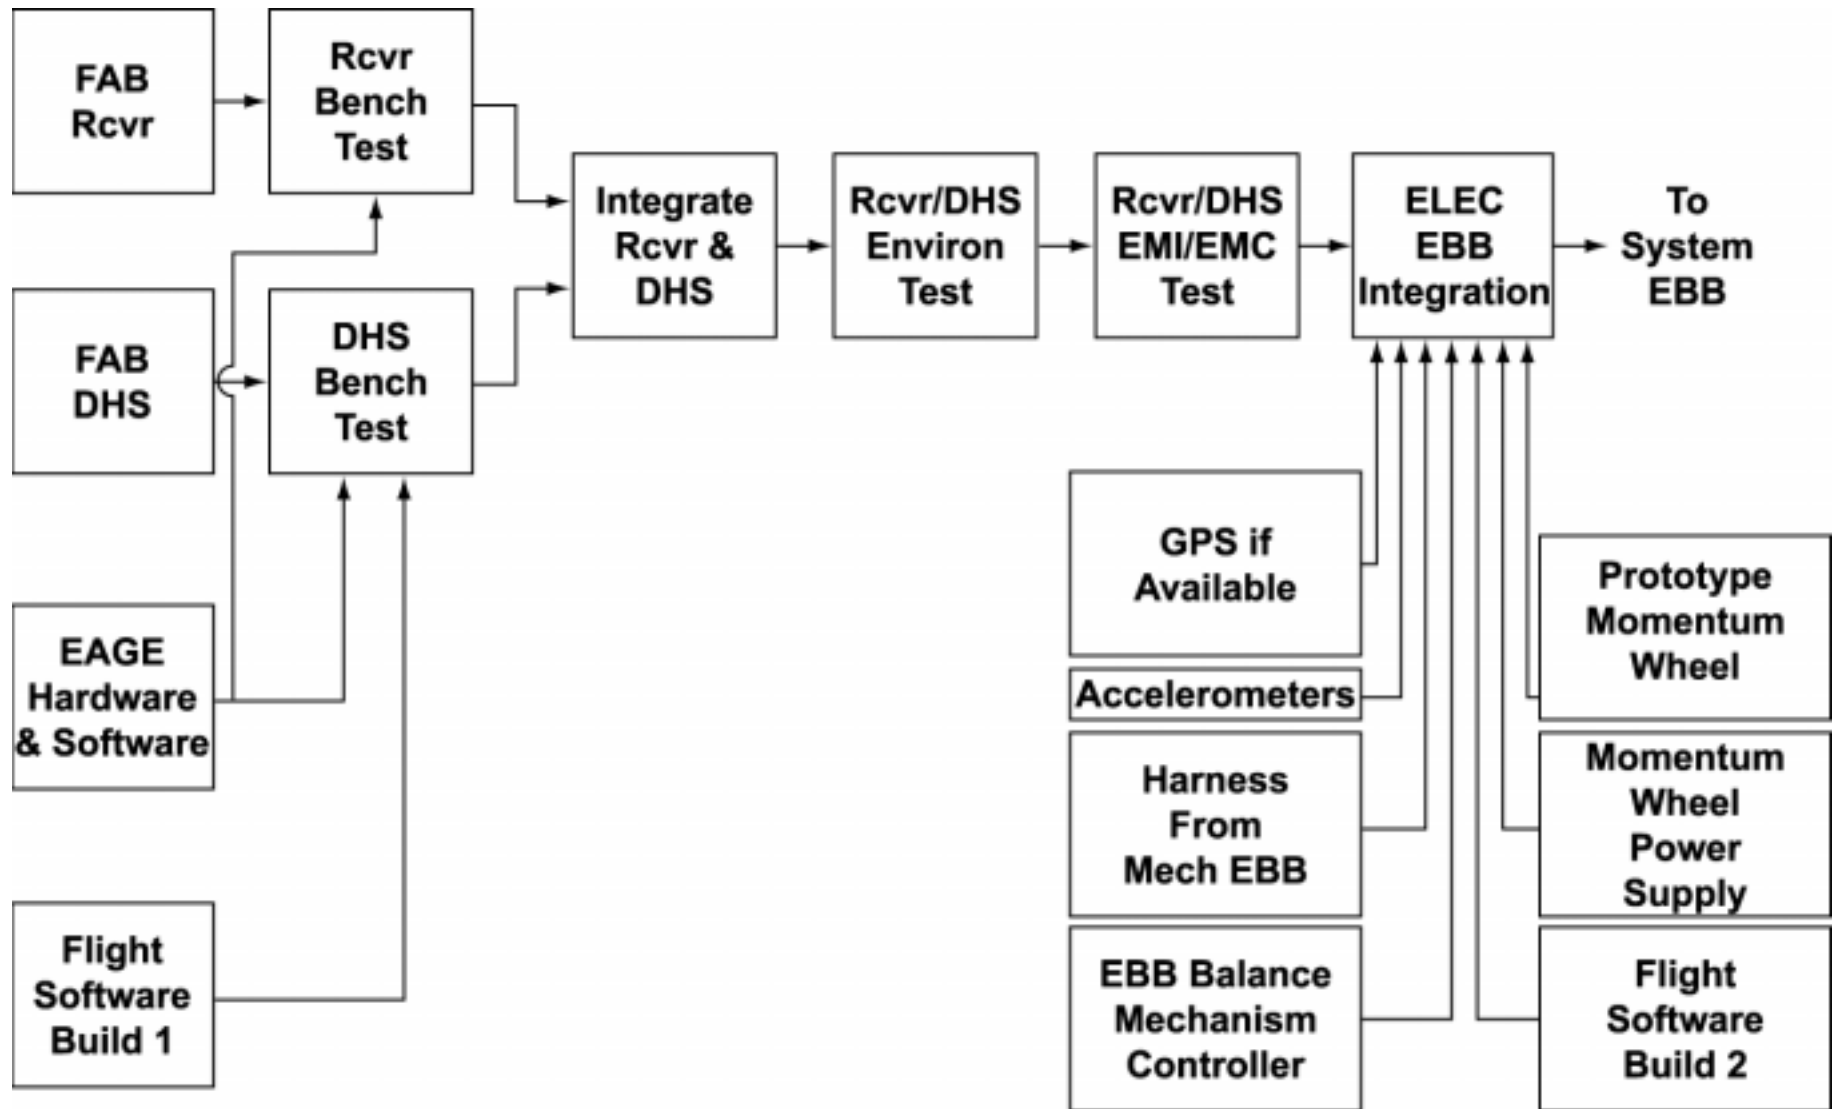 FAB
Rcvr
Rcvr
Bench
Test
FAB
DHS
DHS
Bench
Test
EAGE
Hardware
& Software
Flight
Software
Build 1
Integrate
Rcvr &
DHS
Rcvr/DHS
Environ
Test
Rcvr/DHS
EMI/EMC
Test
ELEC
EBB
Integration
To
System
EBB
GPS if
Available
Accelerometers
Harness
From
Mech EBB
EBB Balance
Mechanism
Controller
Prototype
Momentum
Wheel
Momentum
Wheel
Power
Supply
Flight
Software
Build 2